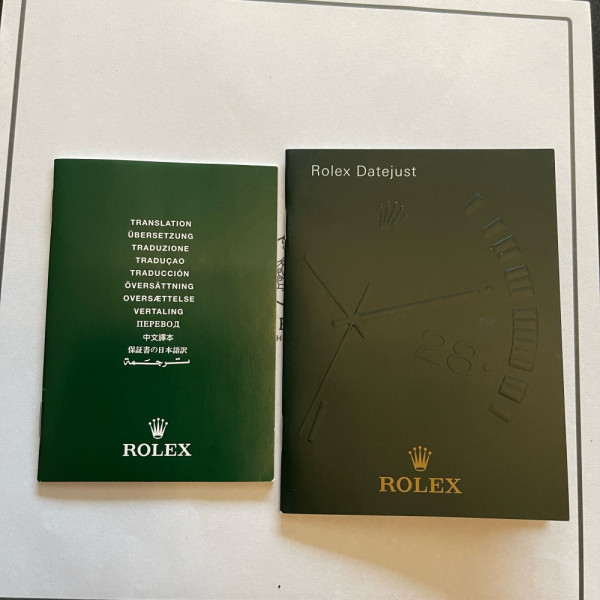 TRANSLATION
ÜBERSETZUNG
TRADUZIONE
TRADUÇAO
TRADUCCIÓN
ÖVERSÄTTNING
OVERSÆTTELSE
VERTALING
ПЕРЕВОД
中文譯本
保証書の日本語訳
ترجمة
ROLEX
Rolex Datejust
28
ROLEX